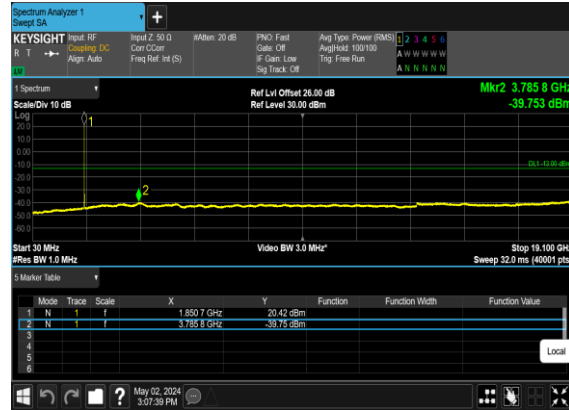 Spectrum Analyzer 1
Swept SA
+
KEYSIGHT Input: RF Input Z: 50 Ω #Atten: 20 dB PNO: Fast Avg Type: Power (RMS) 1 2 3 4 5 6
R T Coupling: DC Corr CCorr Gate: Off Avg|Hold: 100/100 A W W W W W
Align: Auto Freq Ref: Int (S) IF Gain: Low Trig: Free Run
Sig Track: Off A N N N N N
1 Spectrum Ref Lvl Offset 26.00 dB Mkr2 3.785 8 GHz
Scale/Div 10 dB Ref Level 30.00 dBm -39.753 dBm
Log
20.0
10.0
0.00
-10.0
-20.0
-30.0
-40.0
-50.0
-60.0
1
2
DL1 -13.00 dBm
Start 30 MHz Video BW 3.0 MHz* Stop 19.100 GHz
#Res BW 1.0 MHz Sweep 32.0 ms (40001 pts)
5 Marker Table
Mode Trace Scale X Y Function Function Width Function Value
1 N 1 f 1.850 7 GHz 20.42 dBm
2 N 1 f 3.785 8 GHz -39.75 dBm
3
4
5
6
Local
? May 02, 2024
3:07:39 PM